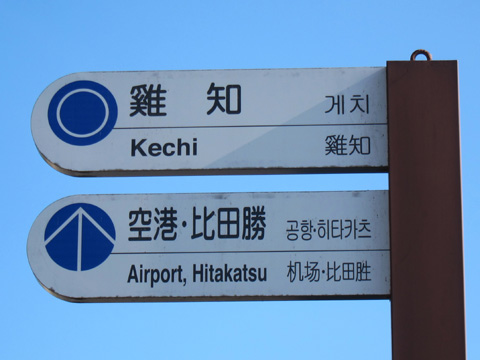 雞知 게치
Kechi 雞知
空港・比田勝 공항·히타카츠
Airport, Hitakatsu 机场・比田胜